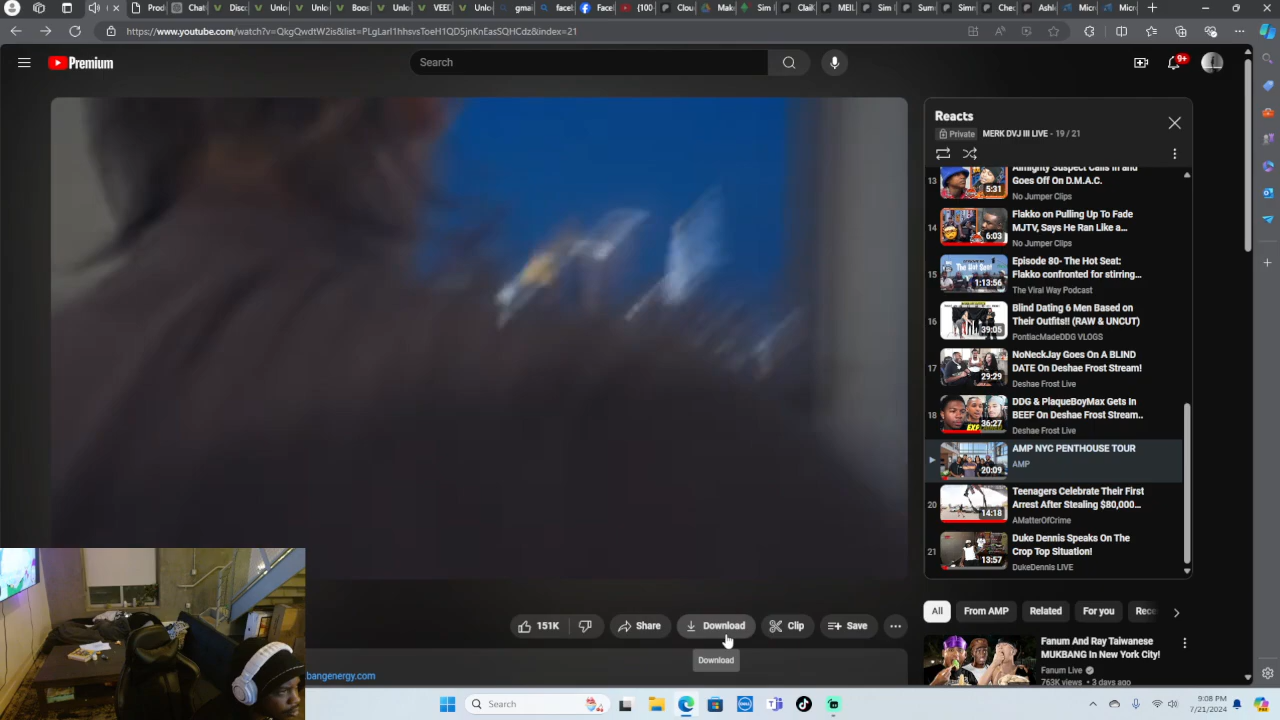 https://www.youtube.com/watch?v=QkgQwdtW2is&list=PLgLarI1hhsvsToeH1QD5jnKnEasSQHCdz&index=21
Premium
Search
9+
Reacts
Private MERK DVJ III LIVE - 19 / 21
13
Almighty Suspect Calls In and
Goes Off On D.M.A.C.
No Jumper Clips
5:31
14
Flakko on Pulling Up To Fade
MJTV, Says He Ran Like a...
No Jumper Clips
6:03
15
Episode 80- The Hot Seat:
Flakko confronted for stirring...
The Viral Way Podcast
1:13:56
16
Blind Dating 6 Men Based on
Their Outfits!! (RAW & UNCUT)
PontiacMadeDDG VLOGS
39:05
17
NoNeckJay Goes On A BLIND
DATE On Deshae Frost Stream!
Deshae Frost Live
29:29
18
DDG & PlaqueBoyMax Gets In
BEEF On Deshae Frost Stream..
Deshae Frost Live
36:27
AMP NYC PENTHOUSE TOUR
AMP
20:09
20
Teenagers Celebrate Their First
Arrest After Stealing $80,000...
AMatterOfCrime
14:18
21
Duke Dennis Speaks On The
Crop Top Situation!
DukeDennis LIVE
13:57
151K Share Download Clip Save
Download
bangenergy.com
All From AMP Related For you
Fanum And Ray Taiwanese
MUKBANG In New York City!
Fanum Live
763K views • 3 days ago
Search
9:08 PM
7/21/2024